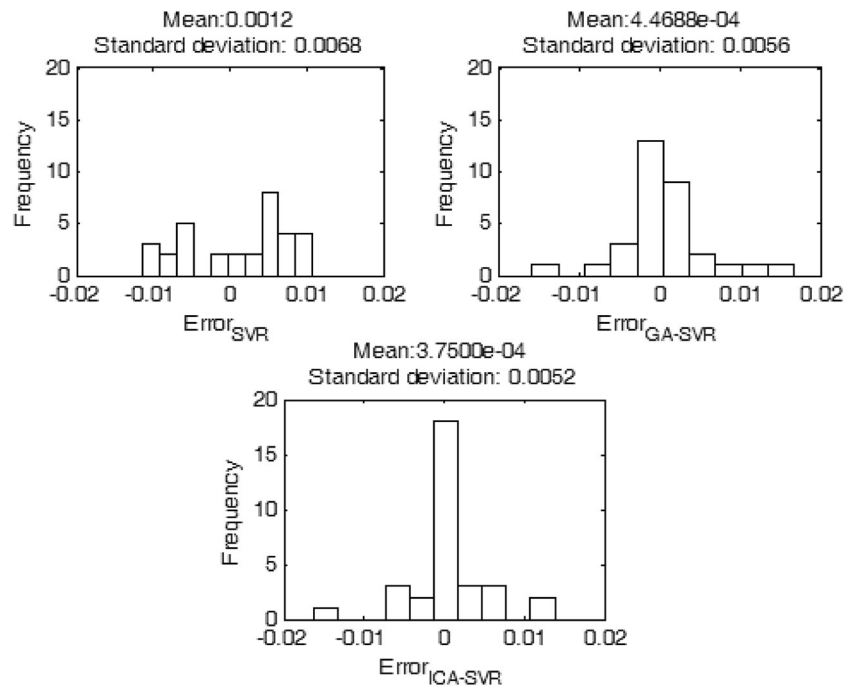 Mean:0.0012
Standard deviation: 0.0068
20
15
10
5
0
Frequency
-0.02 -0.01 0 0.01 0.02
Error_SVR
Mean:4.4688e-04
Standard deviation: 0.0056
20
15
10
5
0
Frequency
-0.02 -0.01 0 0.01 0.02
Error_GA-SVR
Mean:3.7500e-04
Standard deviation: 0.0052
20
15
10
5
0
Frequency
-0.02 -0.01 0 0.01 0.02
Error_ICA-SVR